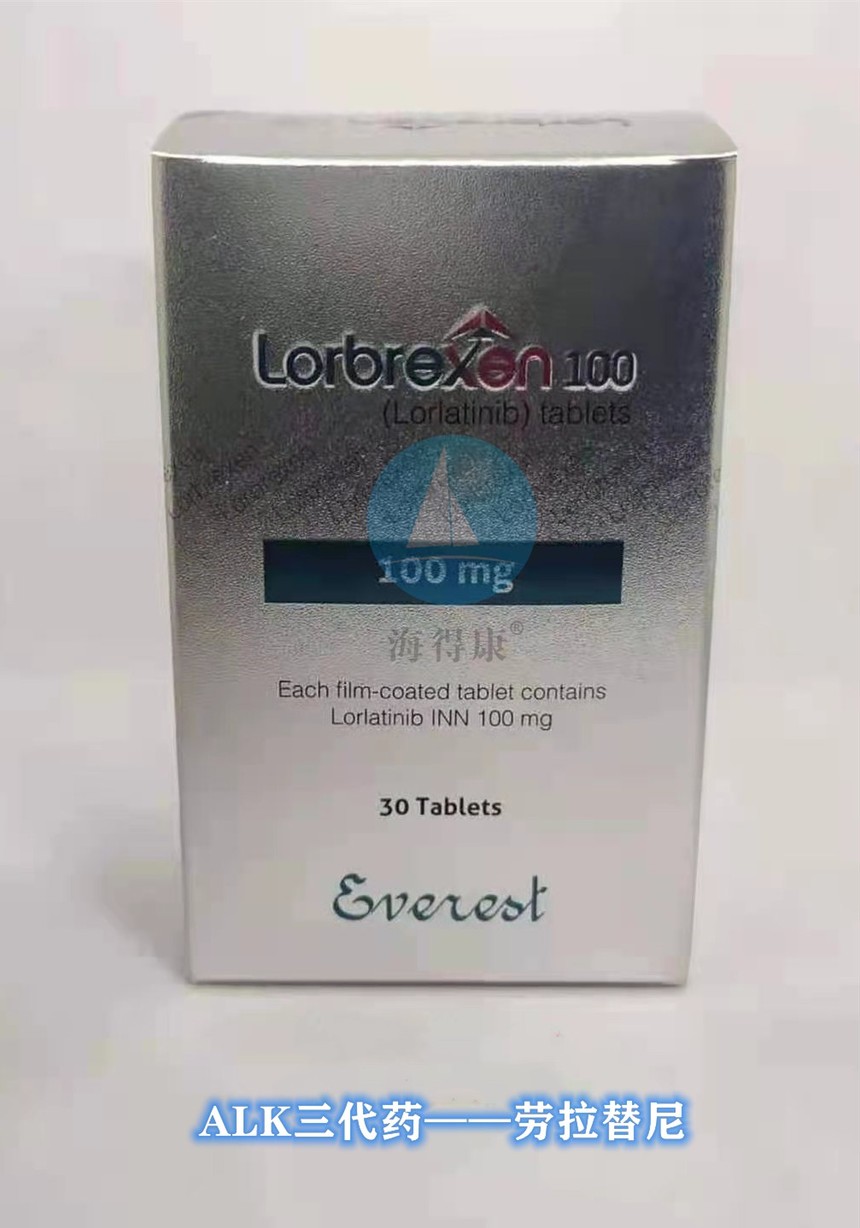 Lorbrexen 100
(Lorlatinib) tablets
100 mg
海得康®
Each film-coated tablet contains
Lorlatinib INN 100 mg
30 Tablets
Everest
ALK三代药——劳拉替尼